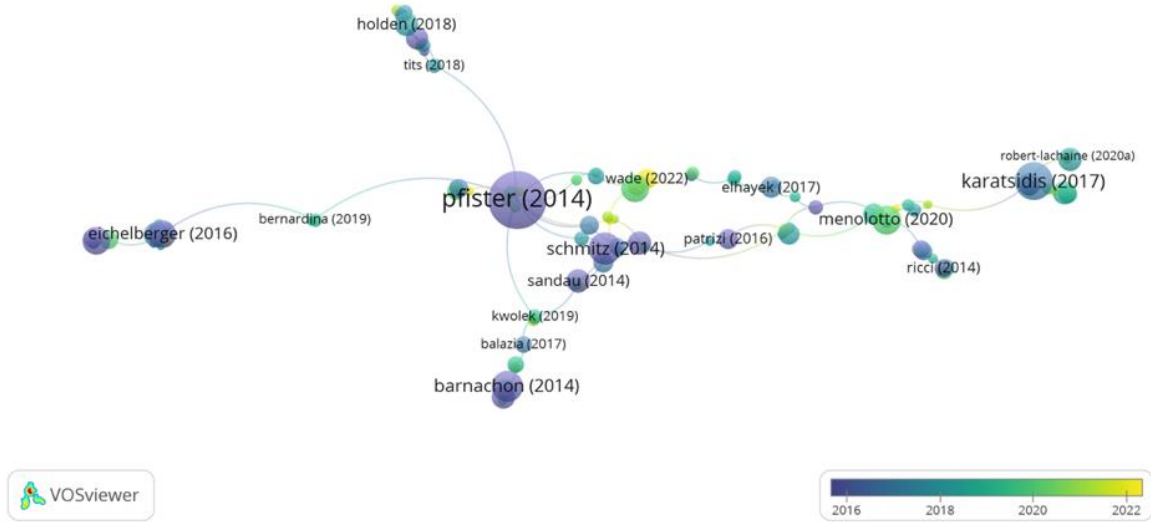 holden (2018)
tits (2018)
robert-lachaine (2020a)
pfister (2014)
wade (2022)
elhayek (2017)
karatsidis (2017)
eichelberger (2016)
bernardina (2019)
menolotto (2020)
schmitz (2014)
patrizi (2016)
ricci (2014)
sandau (2014)
kwolek (2019)
balazia (2017)
barnachon (2014)
VOSviewer
2016 2018 2020 2022